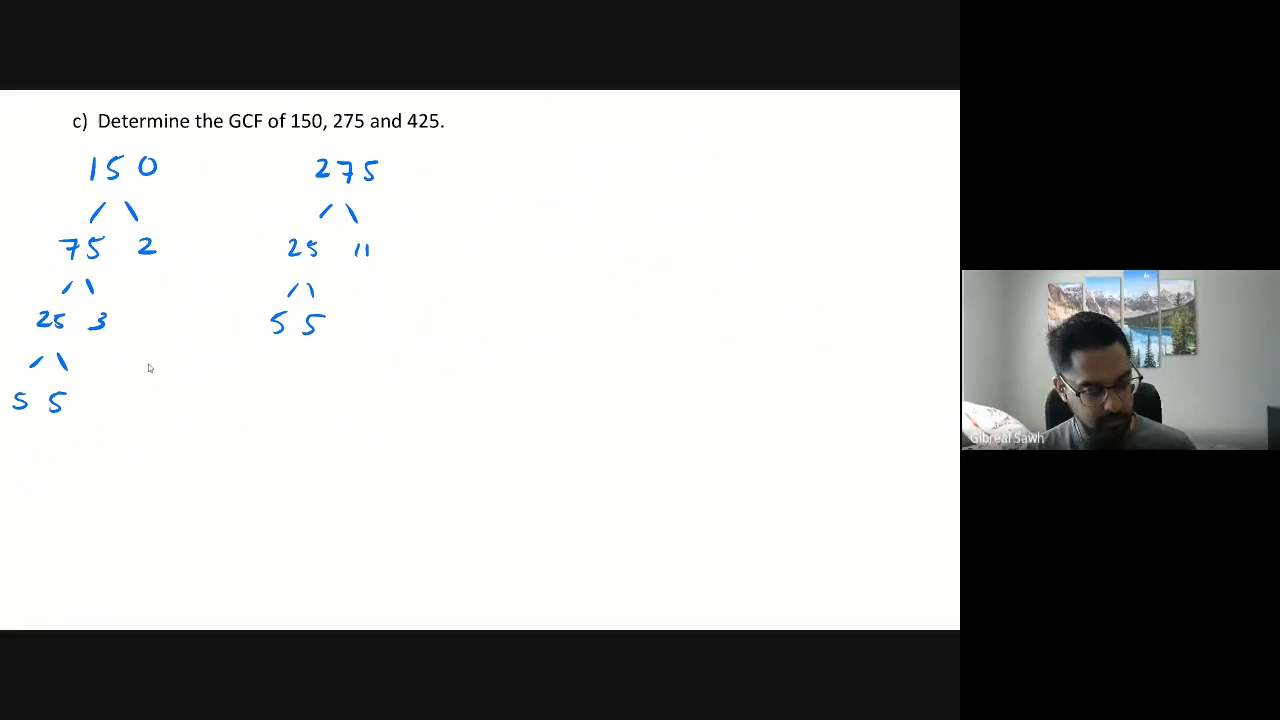 c) Determine the GCF of 150, 275 and 425.
150 275
75 2 25 11
25 3 5 5
5 5
Gibreal Sawh